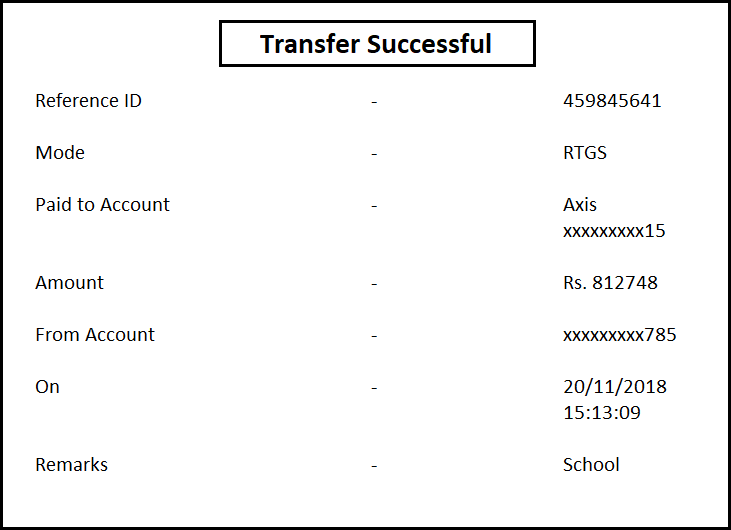 Transfer Successful
Reference ID - 459845641
Mode - RTGS
Paid to Account - Axis
xxxxxxxxx15
Amount - Rs. 812748
From Account - xxxxxxxxx785
On - 20/11/2018
15:13:09
Remarks - School